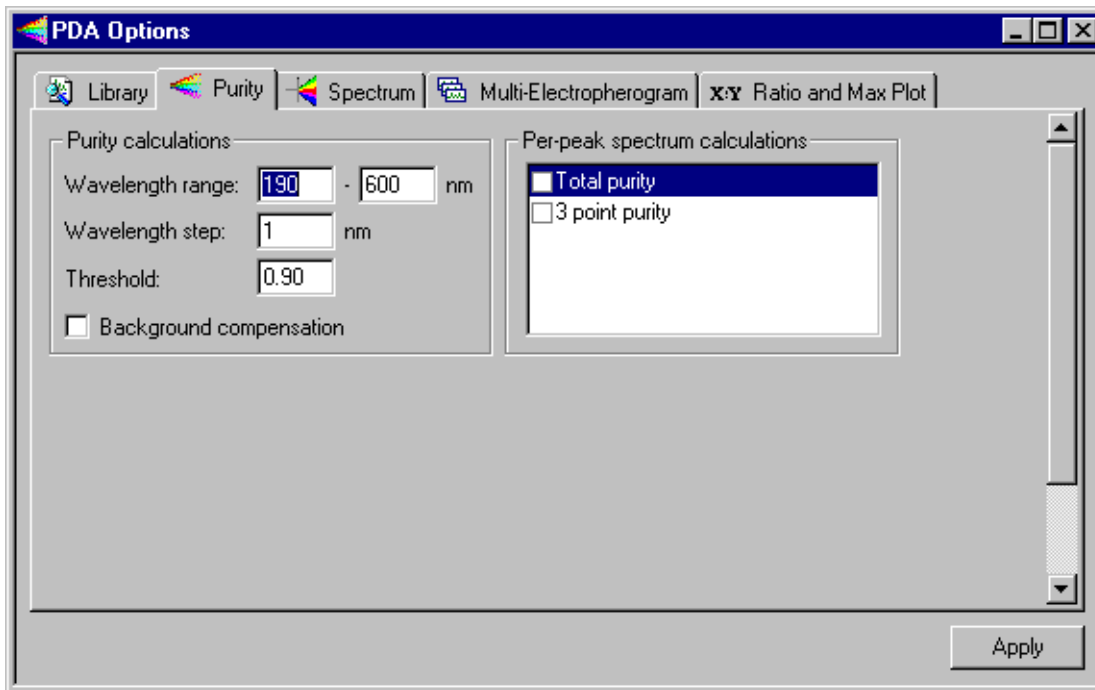 PDA Options
Library Purity Spectrum Multi-Electropherogram X:Y Ratio and Max Plot
Purity calculations
Wavelength range: 190 - 600 nm
Wavelength step: 1 nm
Threshold: 0.90
Background compensation
Per-peak spectrum calculations
Total purity
3 point purity
Apply